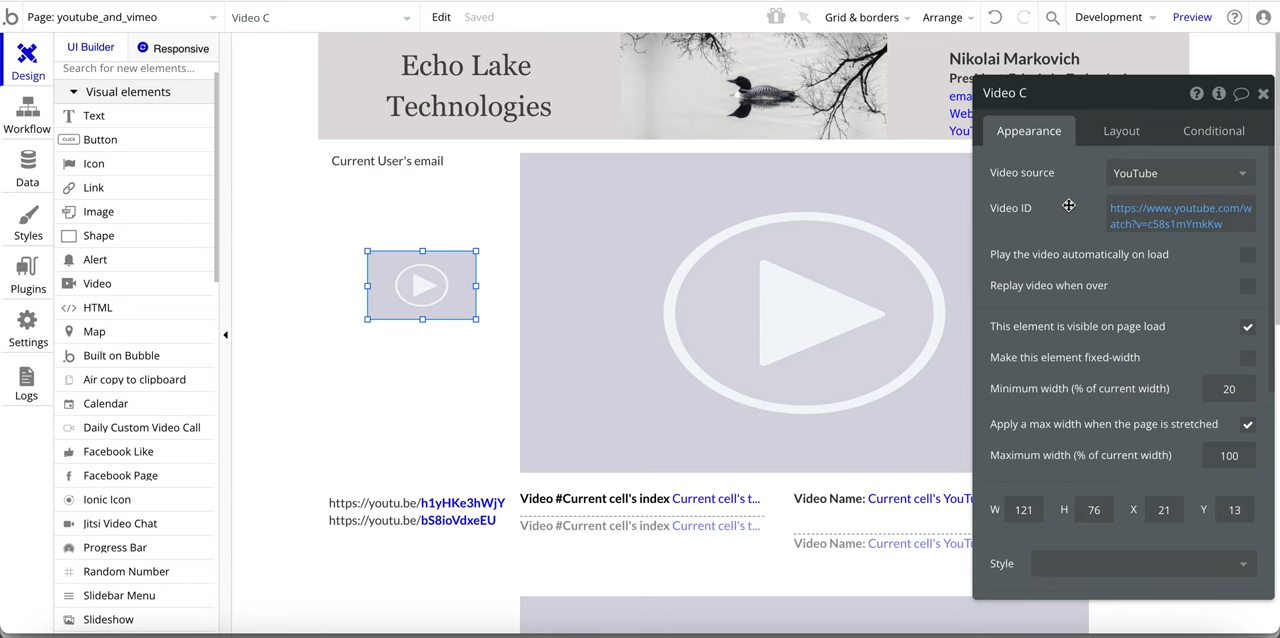 b Page: youtube_and_vimeo Video C Edit Saved Grid & borders Arrange Development Preview ?
Design
Workflow
Data
Styles
Plugins
Settings
Logs
UI Builder Responsive
Search for new elements...
Visual elements
Text
CLICK Button
Icon
Link
Image
Shape
Alert
Video
</> HTML
Map
b Built on Bubble
Air copy to clipboard
Calendar
Daily Custom Video Call
Facebook Like
f Facebook Page
Ionic Icon
Jitsi Video Chat
Progress Bar
Random Number
Slidebar Menu
Slideshow
Echo Lake
Technologies
Nikolai Markovich
ema
Web
YouT
Current User's email
https://youtu.be/h1yHKe3hWjY
https://youtu.be/bS8ioVdxeEU
Video #Current cell's index Current cell's t...
Video #Current cell's index Current cell's t...
Video Name: Current cell's YouTu
Video Name: Current cell's YouTu
Video C
Appearance Layout Conditional
Video source YouTube
Video ID https://www.youtube.com/w
atch?v=c58s1mYmkKw
Play the video automatically on load
Replay video when over
This element is visible on page load
Make this element fixed-width
Minimum width (% of current width) 20
Apply a max width when the page is stretched
Maximum width (% of current width) 100
W 121 H 76 X 21 Y 13
Style